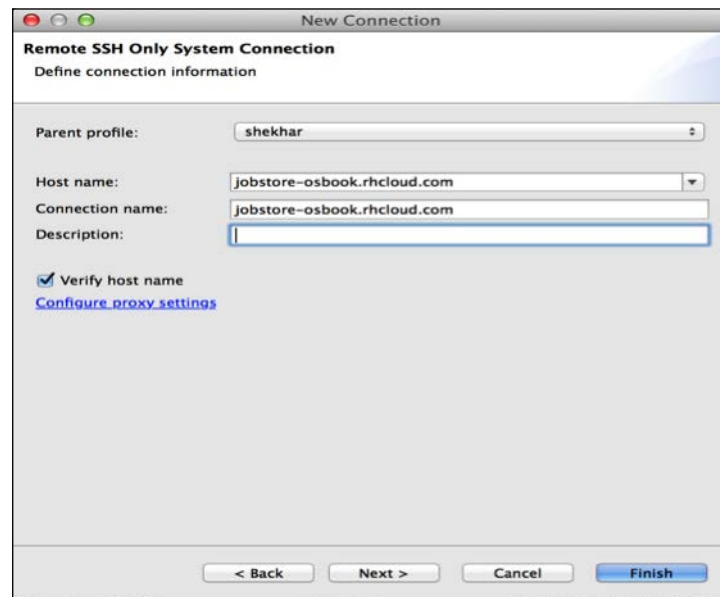 New Connection
Remote SSH Only System Connection
Define connection information
Parent profile: shekhar
Host name: jobstore-osbook.rhcloud.com
Connection name: jobstore-osbook.rhcloud.com
Description:
Verify host name
Configure proxy settings
< Back Next > Cancel Finish